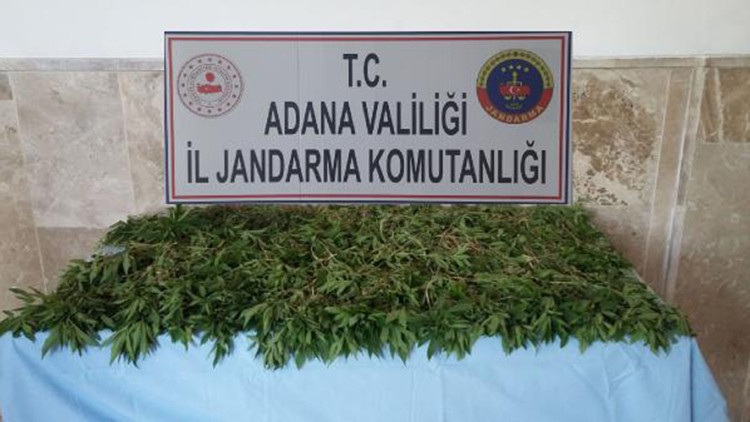 T.C.
ADANA VALİLİĞİ
İL JANDARMA KOMUTANLIĞI
JANDARMA